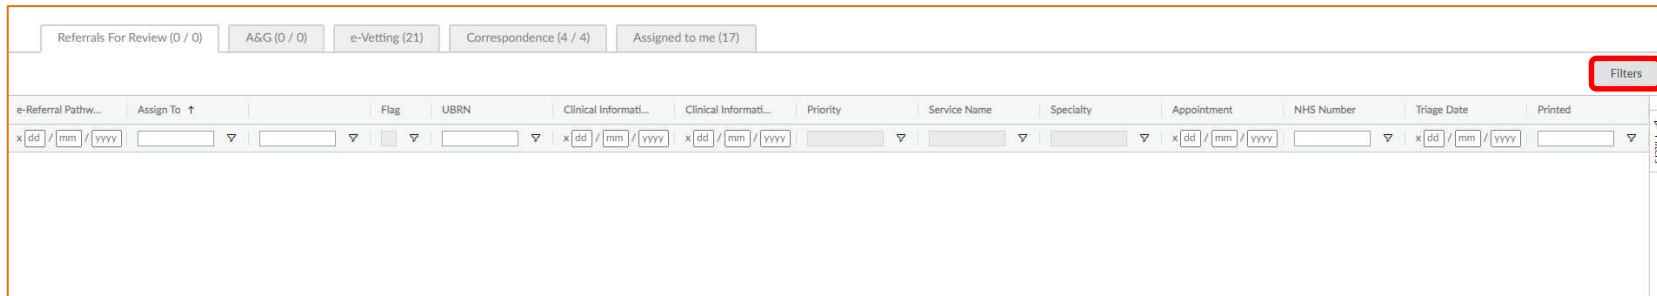 Referrals For Review (0 / 0) A&G (0 / 0) e-Vetting (21) Correspondence (4 / 4) Assigned to me (17)
Filters
e-Referral Pathw... Assign To ↑ Flag UBRN Clinical Informati... Clinical Informati... Priority Service Name Specialty Appointment NHS Number Triage Date Printed
x dd / mm / yyyy x dd / mm / yyyy x dd / mm / yyyy x dd / mm / yyyy x dd / mm / yyyy